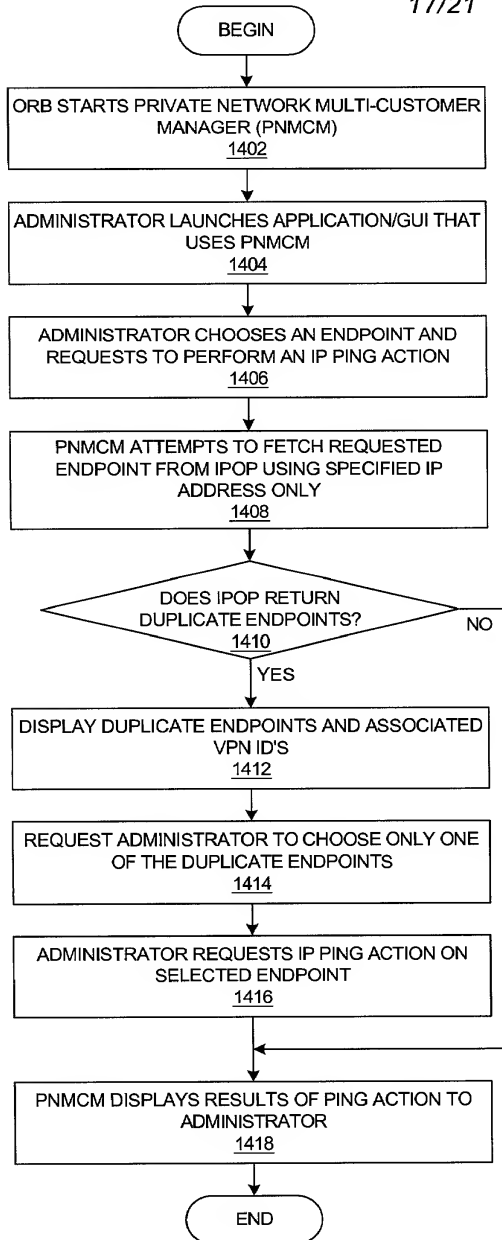 17/21
BEGIN
ORB STARTS PRIVATE NETWORK MULTI-CUSTOMER
MANAGER (PNMCM)
1402
ADMINISTRATOR LAUNCHES APPLICATION/GUI THAT
USES PNMCM
1404
ADMINISTRATOR CHOOSES AN ENDPOINT AND
REQUESTS TO PERFORM AN IP PING ACTION
1406
PNMCM ATTEMPTS TO FETCH REQUESTED
ENDPOINT FROM IPOP USING SPECIFIED IP
ADDRESS ONLY
1408
DOES IPOP RETURN
DUPLICATE ENDPOINTS?
1410
NO
YES
DISPLAY DUPLICATE ENDPOINTS AND ASSOCIATED
VPN ID'S
1412
REQUEST ADMINISTRATOR TO CHOOSE ONLY ONE
OF THE DUPLICATE ENDPOINTS
1414
ADMINISTRATOR REQUESTS IP PING ACTION ON
SELECTED ENDPOINT
1416
PNMCM DISPLAYS RESULTS OF PING ACTION TO
ADMINISTRATOR
1418
END